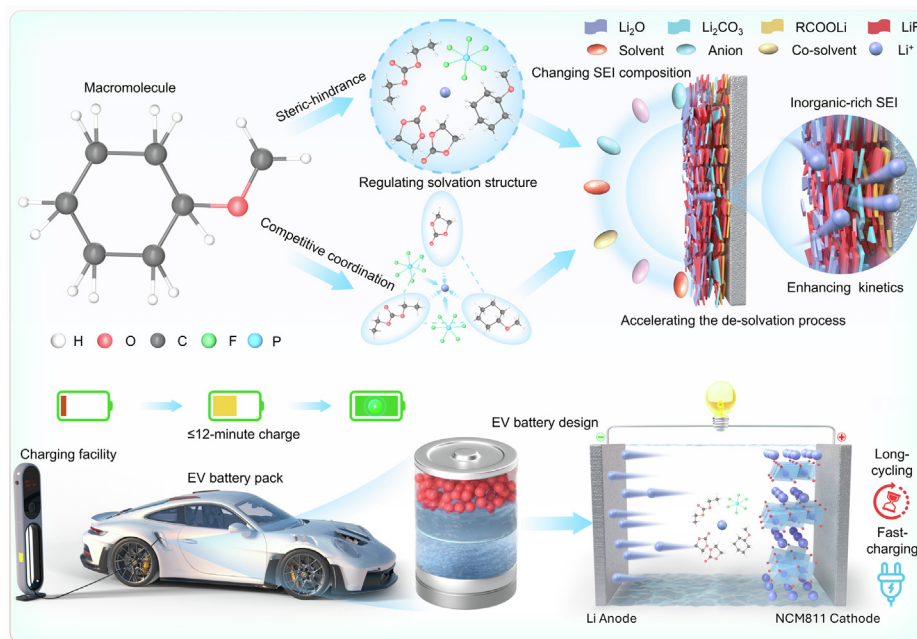 Li₂O
Li₂CO₃
RCOOLi
LiF
Solvent
Anion
Co-solvent
Li⁺
Macromolecule
Steric-hindrance
Changing SEI composition
Inorganic-rich SEI
Regulating solvation structure
Competitive coordination
Enhancing kinetics
Accelerating the de-solvation process
H
O
C
F
P
≤12-minute charge
EV battery design
Charging facility
EV battery pack
Long-
cycling
Fast-
charging
Li Anode
NCM811 Cathode